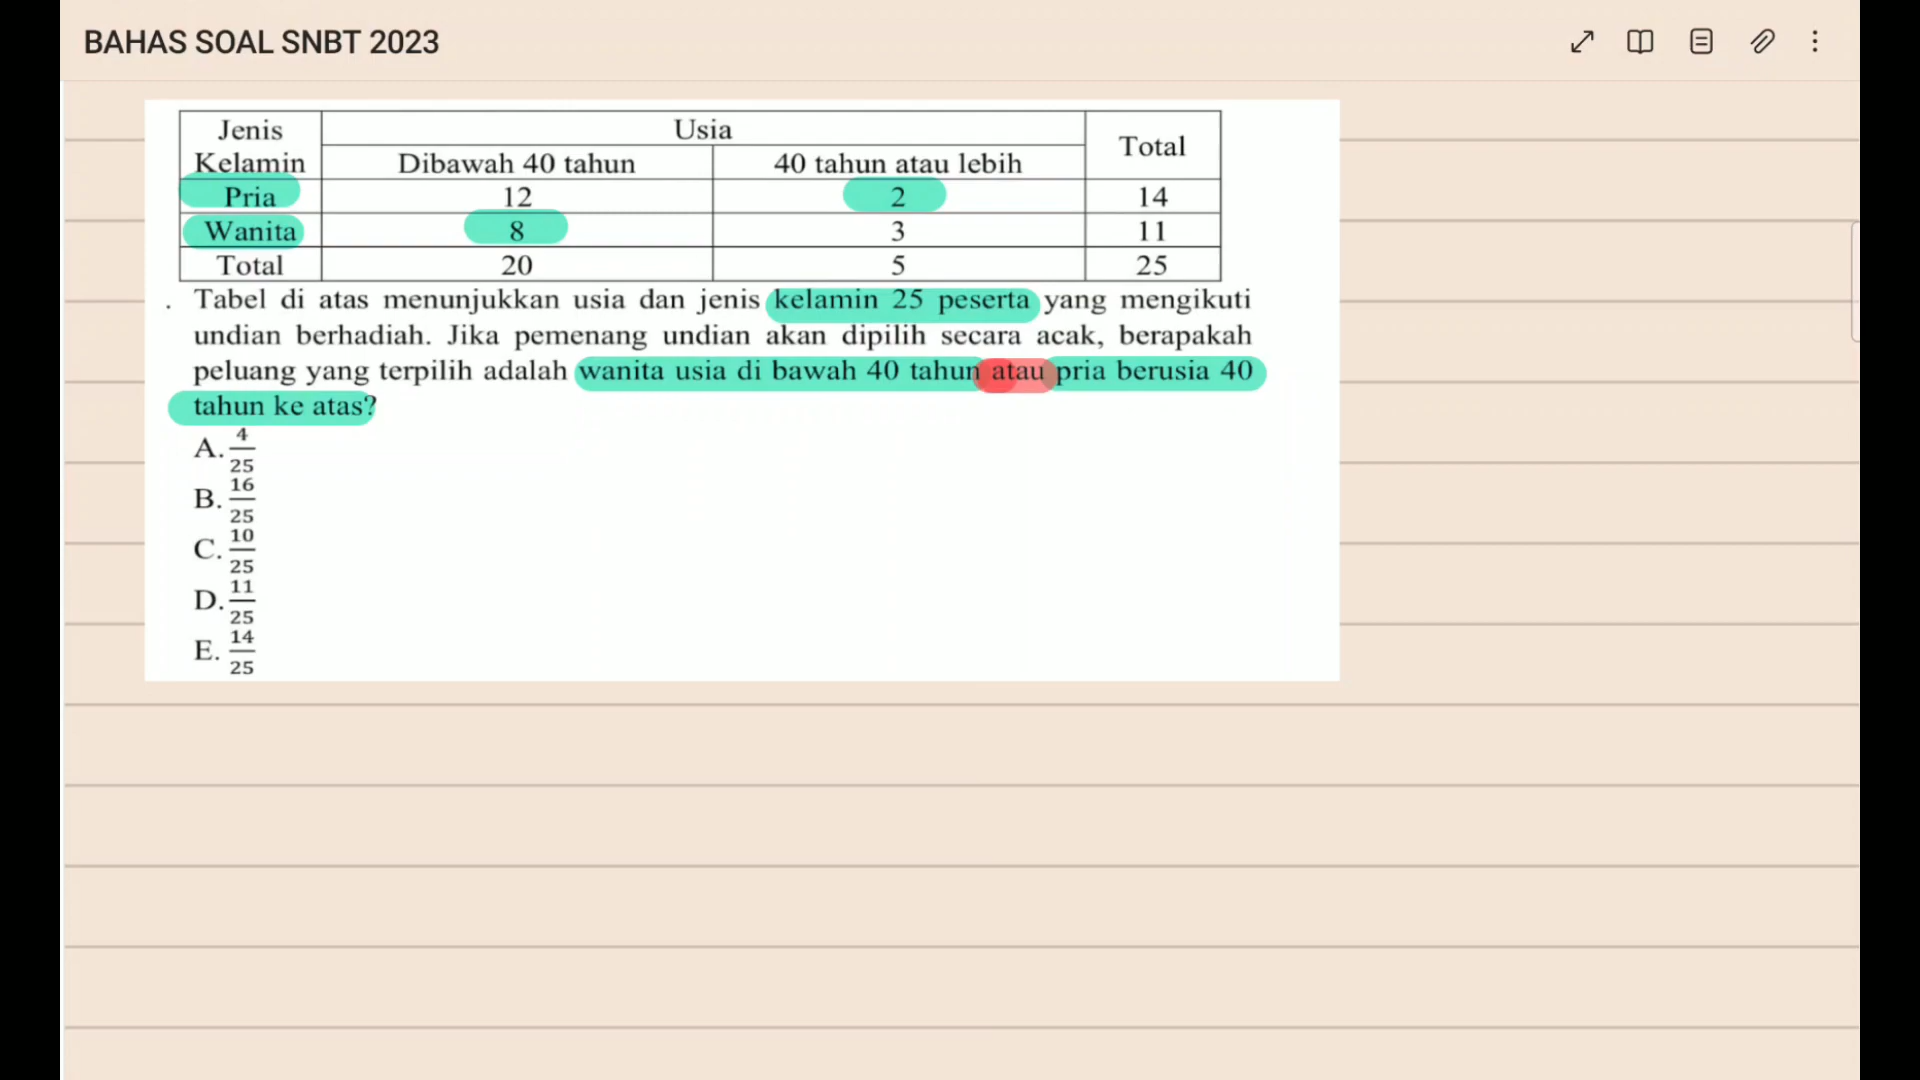 BAHAS SOAL SNBT 2023
Jenis Kelamin Usia Total
Dibawah 40 tahun 40 tahun atau lebih
Pria 12 2 14
Wanita 8 3 11
Total 20 5 25
. Tabel di atas menunjukkan usia dan jenis kelamin 25 peserta yang mengikuti
undian berhadiah. Jika pemenang undian akan dipilih secara acak, berapakah
peluang yang terpilih adalah wanita usia di bawah 40 tahun atau pria berusia 40
tahun ke atas?
A. 4/25
B. 16/25
C. 10/25
D. 11/25
E. 14/25